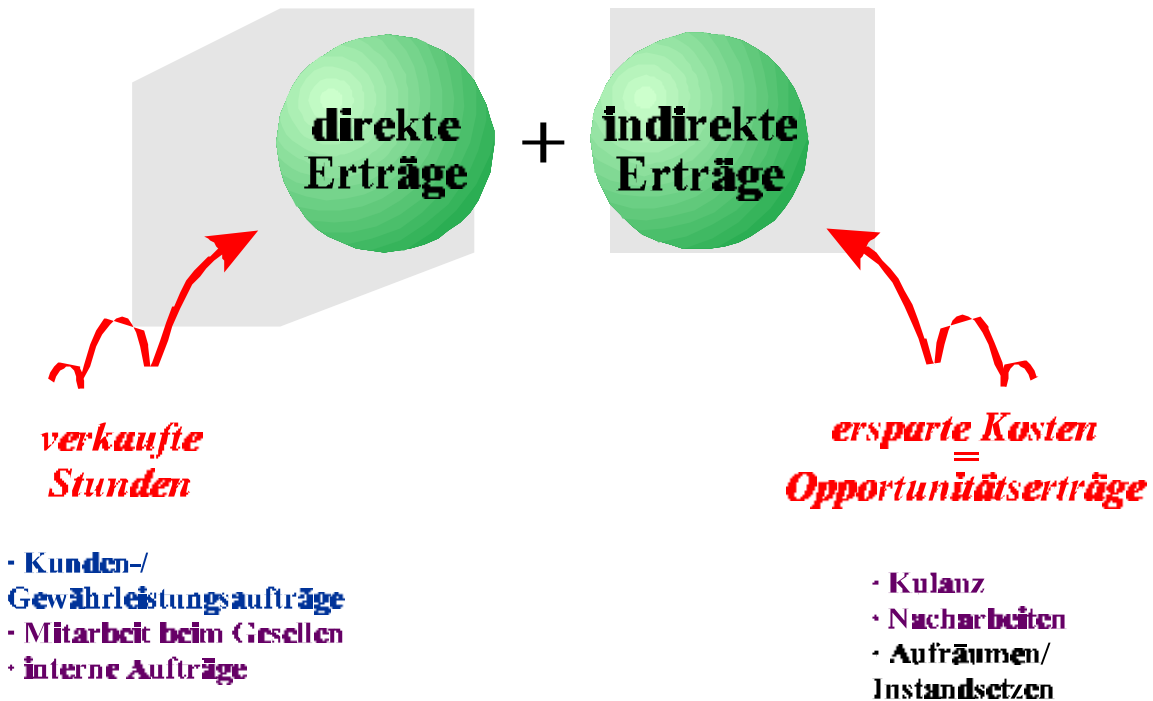 direkte
Erträge
+
indirekte
Erträge
verkaufte
Stunden
ersparte Kosten
=
Opportunitätserträge
· Kunden-/
Gewährleistungsaufträge
· Mitarbeit beim Gesellen
· interne Aufträge
· Kulanz
· Nacharbeiten
· Aufräumen/
Instandsetzen